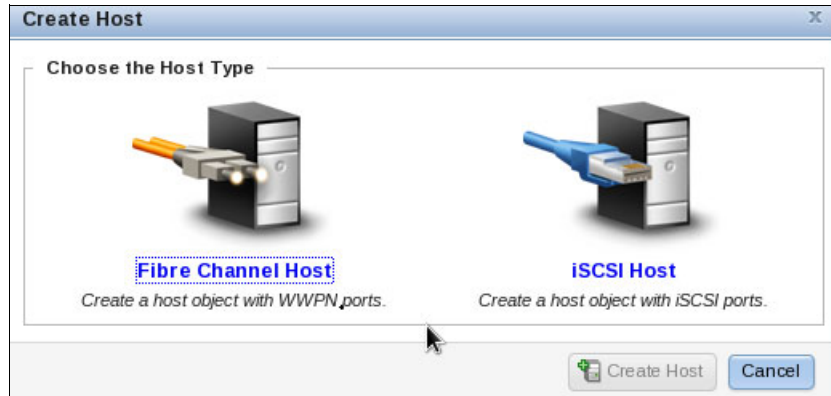 Create Host
x
Choose the Host Type
Fibre Channel Host
Create a host object with WWPN ports.
iSCSI Host
Create a host object with iSCSI ports.
Create Host
Cancel